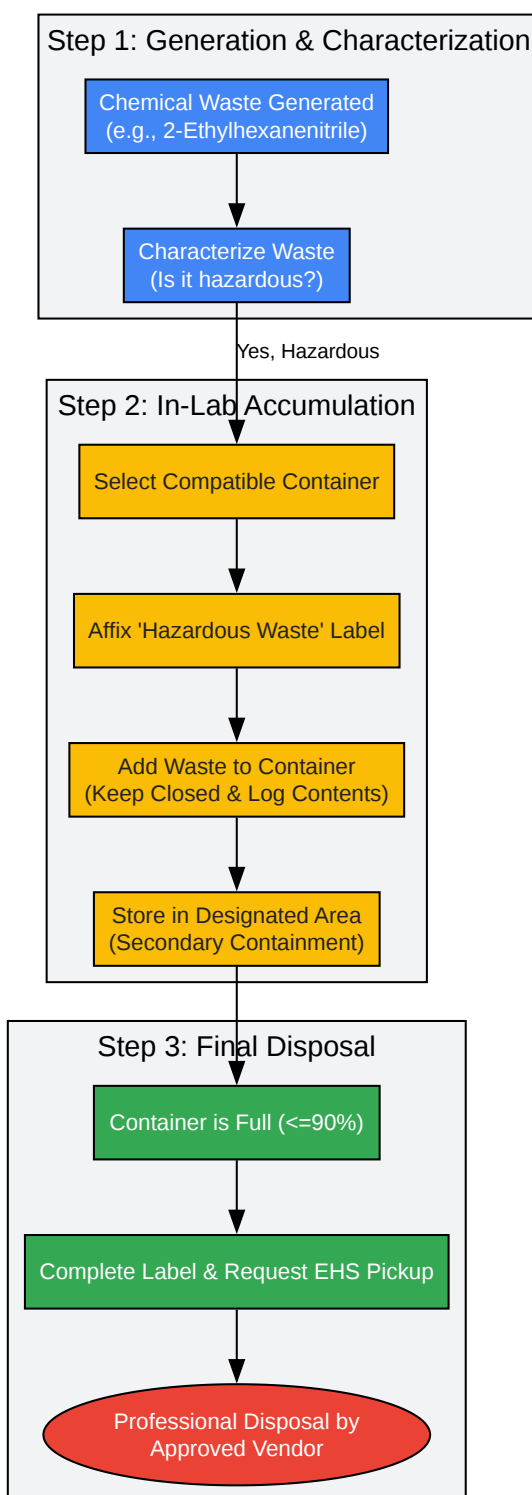 Step 1: Generation & Characterization
Chemical Waste Generated
(e.g., 2-Ethylhexanenitrile)
Characterize Waste
(Is it hazardous?)
Yes, Hazardous
Step 2: In-Lab Accumulation
Select Compatible Container
Affix 'Hazardous Waste' Label
Add Waste to Container
(Keep Closed & Log Contents)
Store in Designated Area
(Secondary Containment)
Step 3: Final Disposal
Container is Full (<=90%)
Complete Label & Request EHS Pickup
Professional Disposal by
Approved Vendor